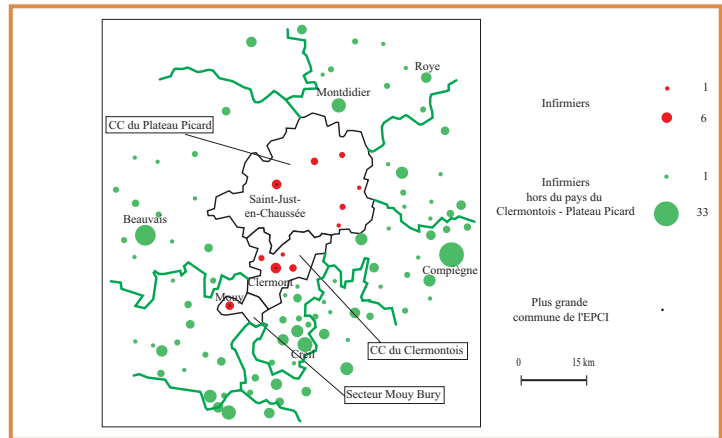 Roye
Montdidier
CC du Plateau Picard
Saint-Just-
en-Chaussée
Beauvais
Compiègne
Clermont
Mouy
CC du Clermontois
Creil
Secteur Mouy Bury
Infirmiers
1
6
Infirmiers
hors du pays du
Clermontois - Plateau Picard
1
33
Plus grande
commune de l'EPCI
0 15 km